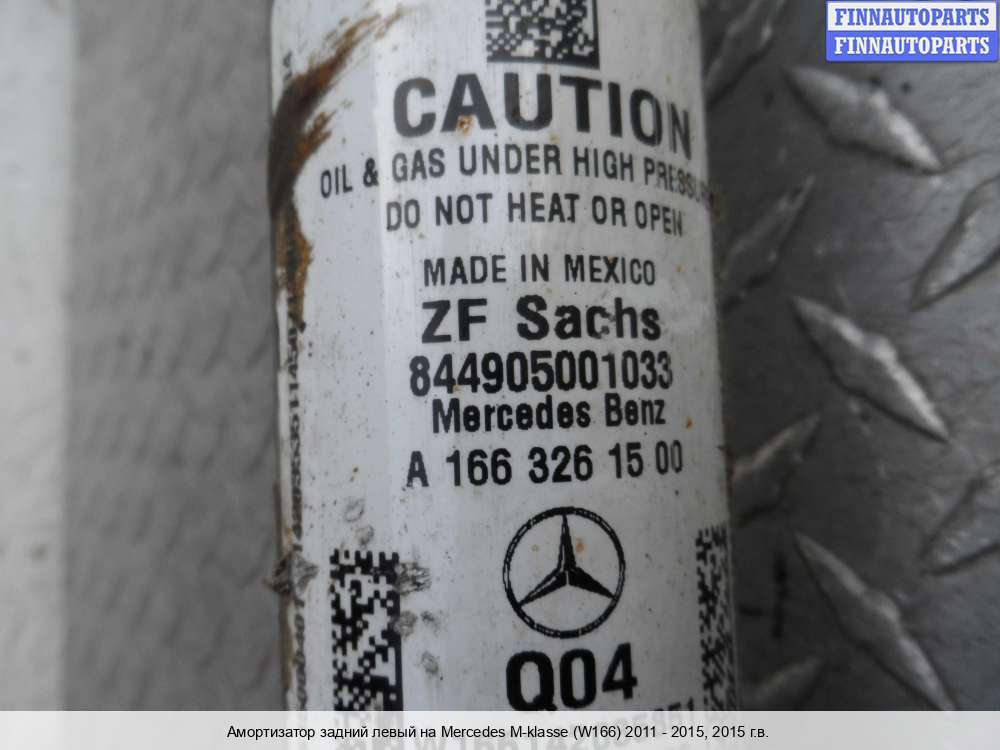 FINNAUTOPARTS
FINNAUTOPARTS
CAUTION
OIL & GAS UNDER HIGH PRESSURE
DO NOT HEAT OR OPEN
MADE IN MEXICO
ZF Sachs
844905001033
Mercedes Benz
A 166 326 15 00
Q04
Амортизатор задний левый на Mercedes M-klasse (W166) 2011 - 2015, 2015 г.в.